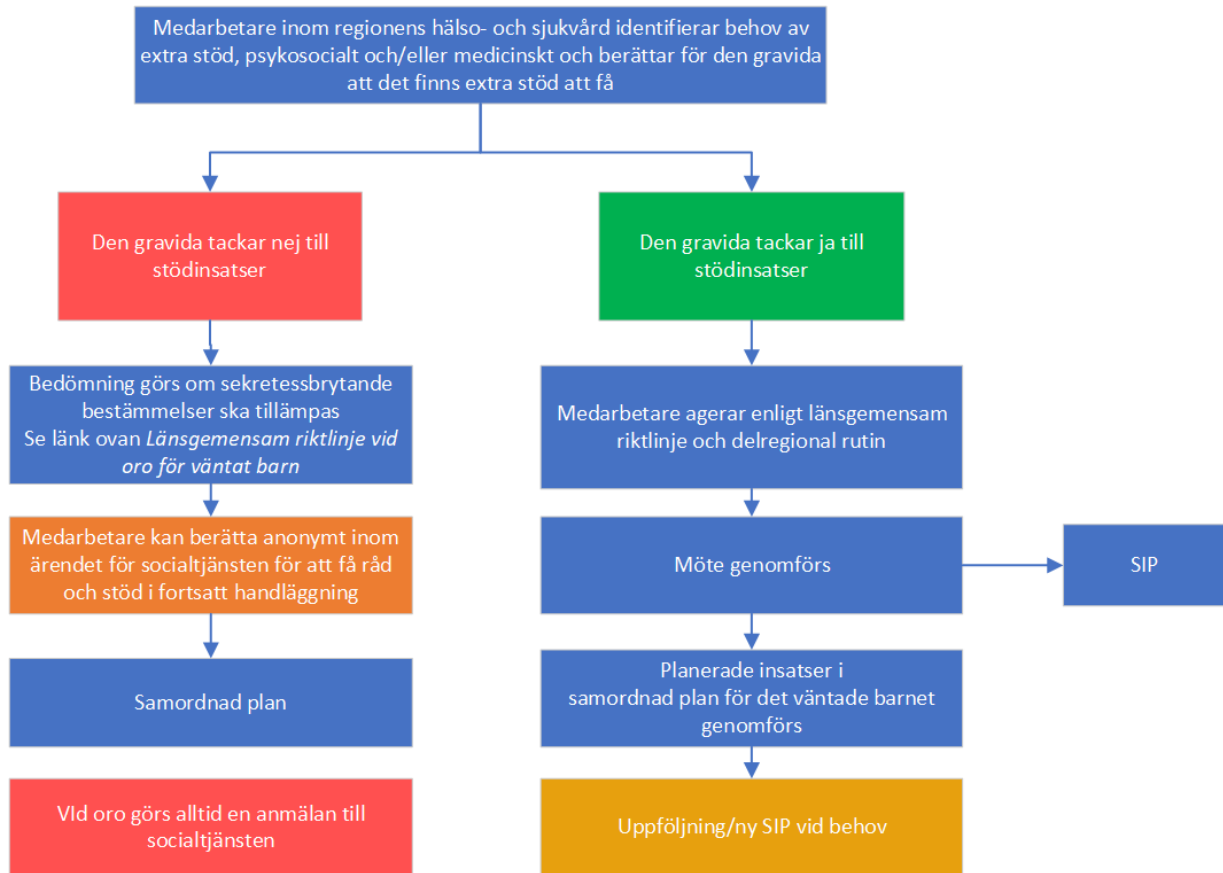 Medarbetare inom regionens hälso- och sjukvård identifierar behov av
extra stöd, psykosocialt och/eller medicinskt och berättar för den gravida
att det finns extra stöd att få
Den gravida tackar nej till
stödinsatser
Den gravida tackar ja till
stödinsatser
Bedömning görs om sekretessbrytande
bestämmelser ska tillämpas
Se länk ovan Länsgemensam riktlinje vid
oro för väntat barn
Medarbetare agerar enligt länsgemensam
riktlinje och delregional rutin
Medarbetare kan berätta anonymt inom
ärendet för socialtjänsten för att få råd
och stöd i fortsatt handläggning
Möte genomförs
SIP
Samordnad plan
Planerade insatser i
samordnad plan för det väntade barnet
genomförs
VId oro görs alltid en anmälan till
socialtjänsten
Uppföljning/ny SIP vid behov